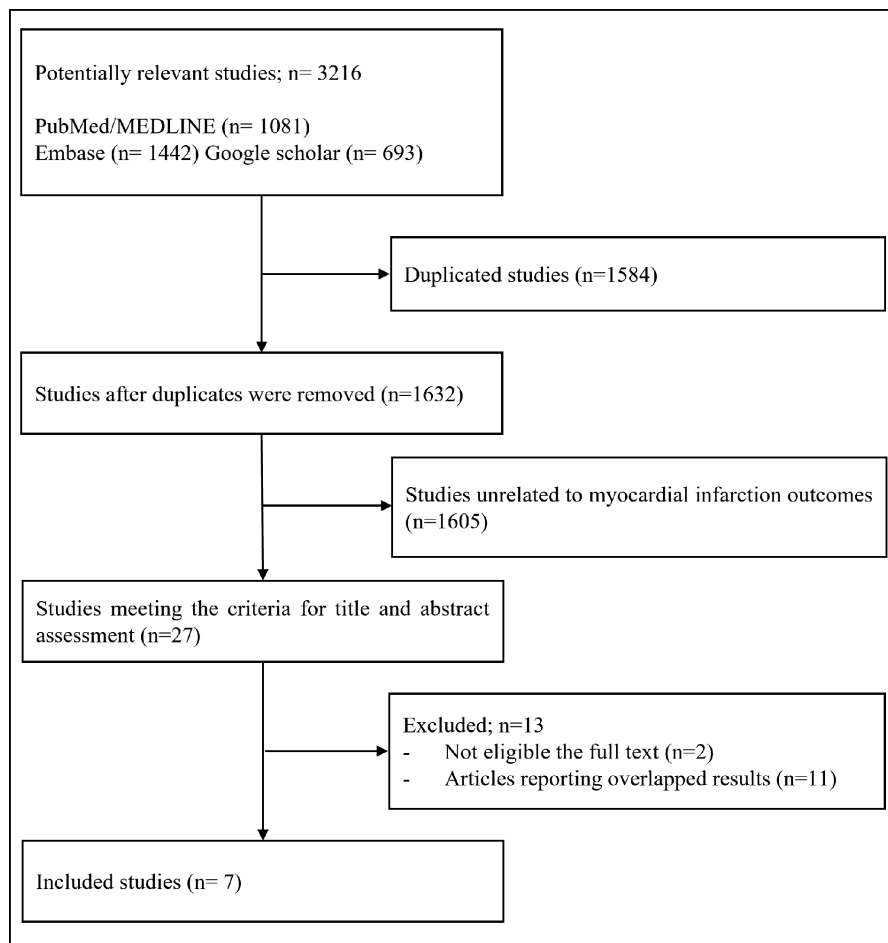 Potentially relevant studies; n= 3216
PubMed/MEDLINE (n= 1081)
Embase (n= 1442) Google scholar (n= 693)
Duplicated studies (n=1584)
Studies after duplicates were removed (n=1632)
Studies unrelated to myocardial infarction outcomes
(n=1605)
Studies meeting the criteria for title and abstract
assessment (n=27)
Excluded; n=13
- Not eligible the full text (n=2)
- Articles reporting overlapped results (n=11)
Included studies (n= 7)